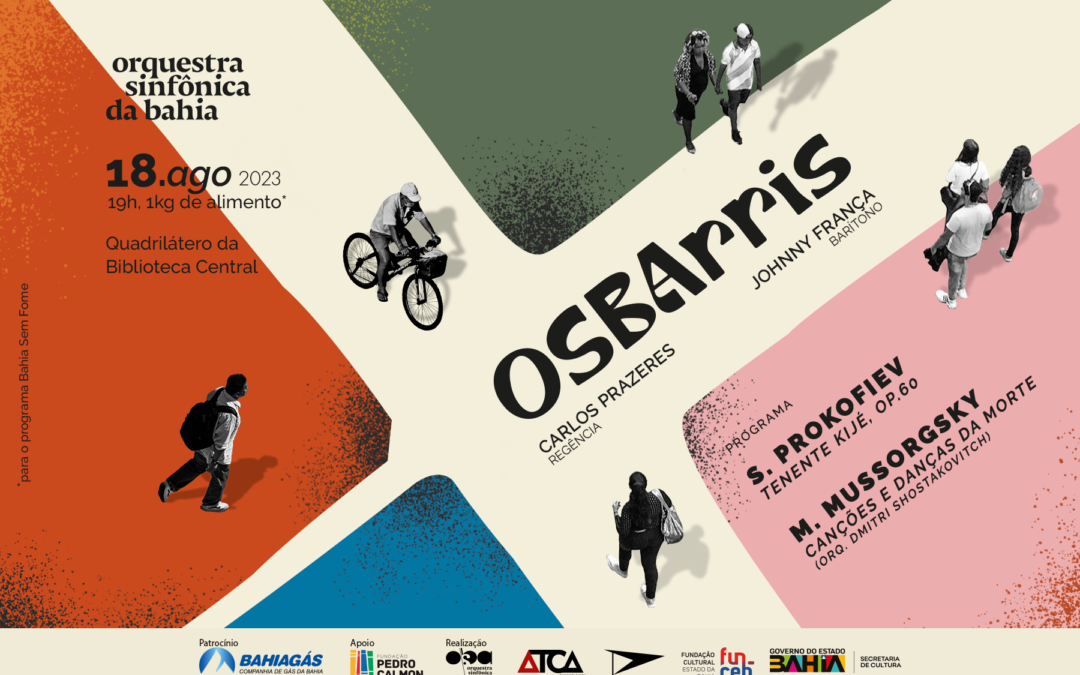 orquestra
sinfônica
da bahia
18.ago 2023
19h, 1kg de alimento*
Quadrilátero da
Biblioteca Central
*para o programa Bahia Sem Fome
OSBArris
JOHNNY FRANÇA
BARÍTONO
CARLOS PRAZERES
REGÊNCIA
PROGRAMA
S. PROKOFIEV
TENENTE KIJÉ, OP.60
M. MUSSORGSKY
CANÇÕES E DANÇAS DA MORTE
(ORQ. DMITRI SHOSTAKOVITCH)
Patrocínio
BAHIAGÁS
COMPANHIA DE GÁS DA BAHIA
Apoio
FUNDAÇÃO
PEDRO
CALMON
Realização
orquestra
sinfônica
ATCA
FUNDAÇÃO
CULTURAL
ESTADO DA
fun-
ceb
GOVERNO DO ESTADO
BAHIA
SECRETARIA
DE CULTURA